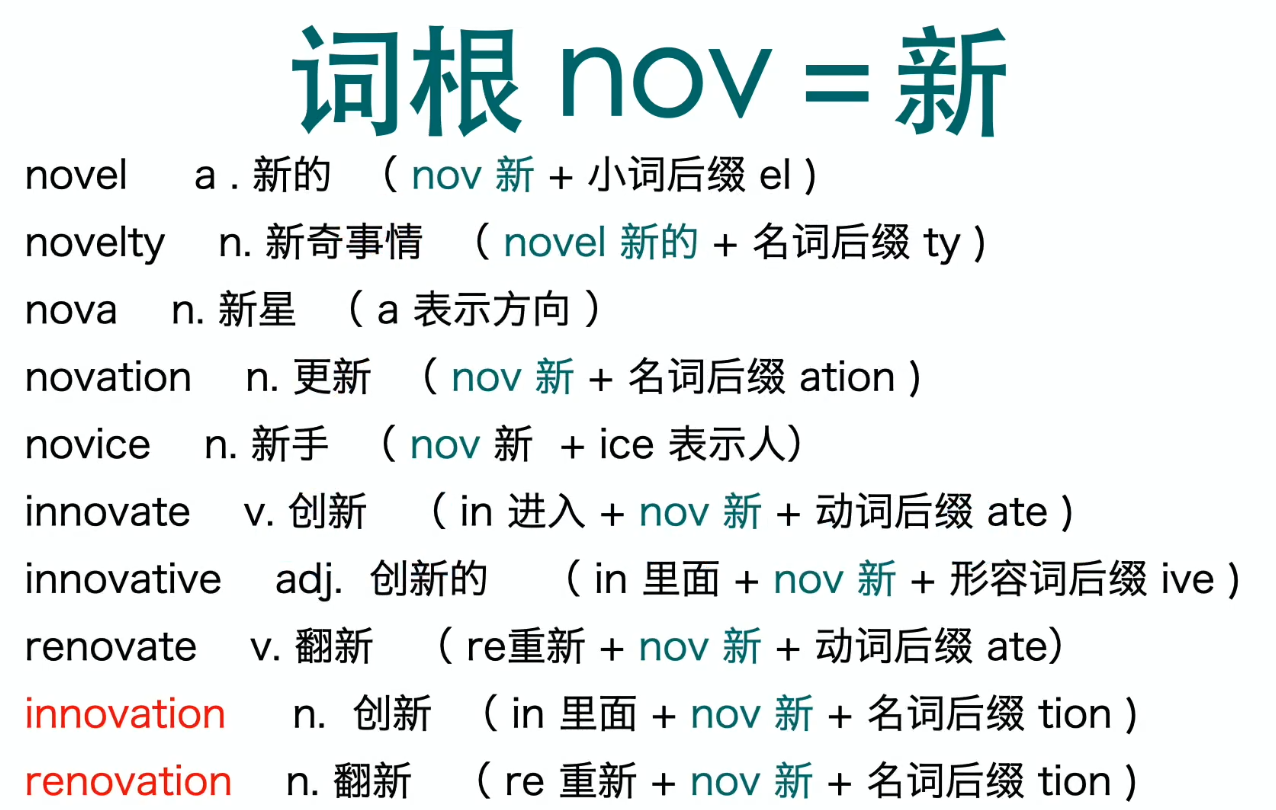 词根 nov = 新
novel a . 新的 （ nov 新 + 小词后缀 el )
novelty n. 新奇事情 （ novel 新的 + 名词后缀 ty )
nova n. 新星 （ a 表示方向 ）
novation n. 更新 （ nov 新 + 名词后缀 ation )
novice n. 新手 （ nov 新 + ice 表示人）
innovate v. 创新 （ in 进入 + nov 新 + 动词后缀 ate )
innovative adj. 创新的 （ in 里面 + nov 新 + 形容词后缀 ive )
renovate v. 翻新 （ re重新 + nov 新 + 动词后缀 ate）
innovation n. 创新 （ in 里面 + nov 新 + 名词后缀 tion )
renovation n. 翻新 （ re 重新 + nov 新 + 名词后缀 tion )